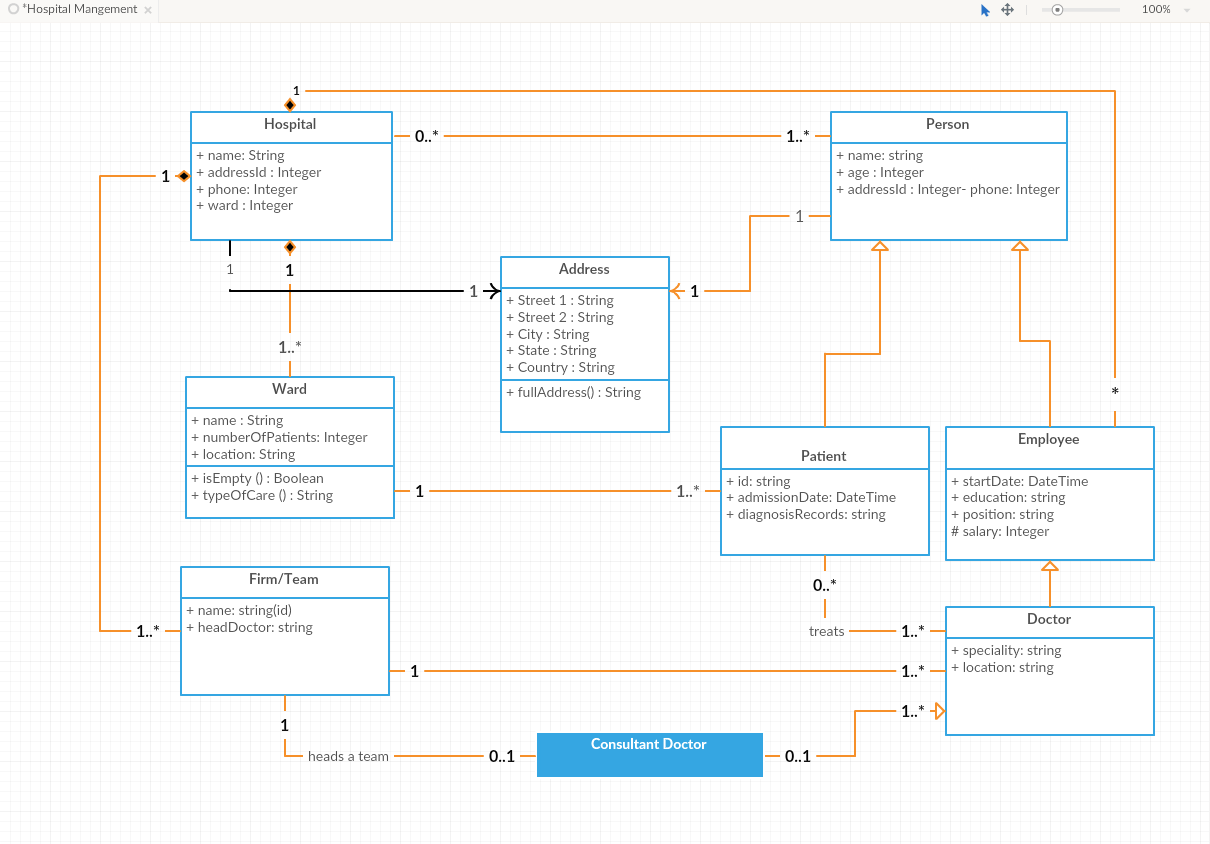 *Hospital Mangement
100%
1
Hospital
+ name: String
+ addressId : Integer
+ phone: Integer
+ ward : Integer
0..*
1..*
Person
+ name: string
+ age : Integer
+ addressId : Integer- phone: Integer
1
1
1
1
1
1
Address
+ Street 1 : String
+ Street 2 : String
+ City : String
+ State : String
+ Country : String
+ fullAddress() : String
1..*
*
Ward
+ name : String
+ numberOfPatients: Integer
+ location: String
+ isEmpty () : Boolean
+ typeOfCare () : String
1
1..*
Patient
+ id: string
+ admissionDate: DateTime
+ diagnosisRecords: string
Employee
+ startDate: DateTime
+ education: string
+ position: string
# salary: Integer
0..*
treats
1..*
Firm/Team
+ name: string(id)
+ headDoctor: string
1..*
Doctor
+ speciality: string
+ location: string
1
1..*
1..*
1
heads a team
0..1
Consultant Doctor
0..1